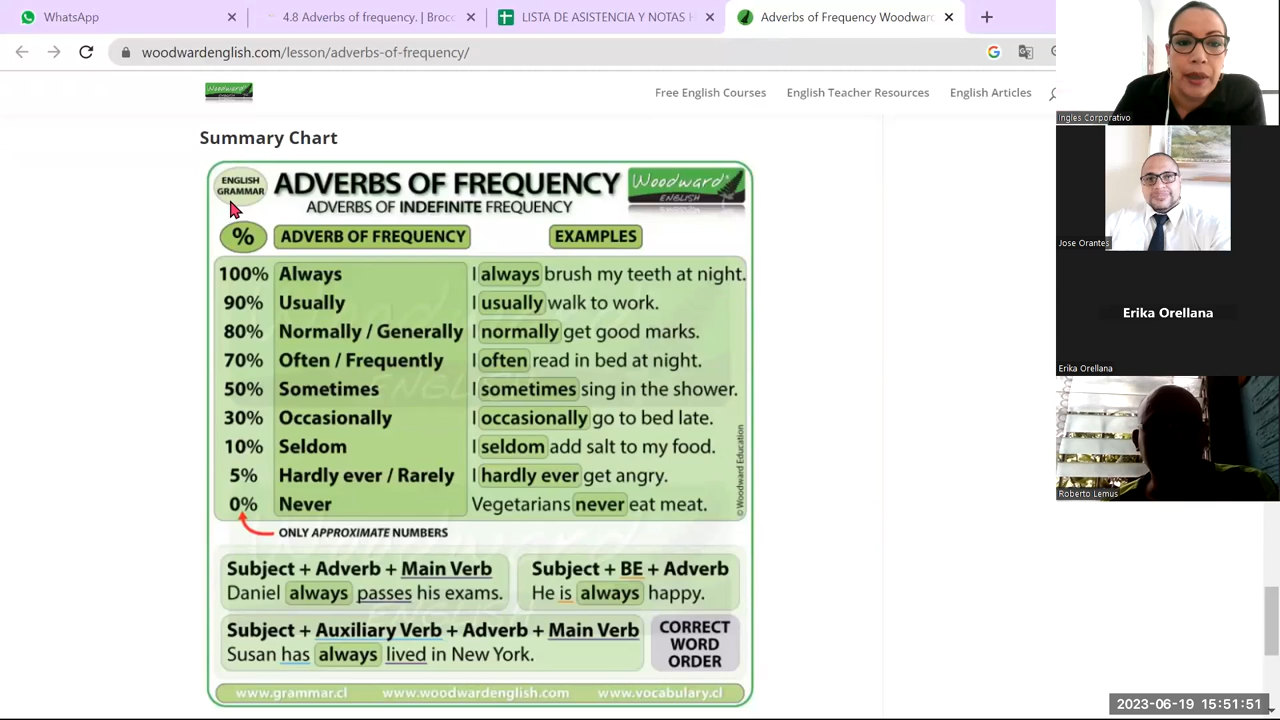 WhatsApp
4.8 Adverbs of frequency. | Broc
LISTA DE ASISTENCIA Y NOTAS H
Adverbs of Frequency Woodwar
woodwardenglish.com/lesson/adverbs-of-frequency/
Woodward
Free English Courses
English Teacher Resources
English Articles
Summary Chart
ENGLISH
GRAMMAR
ADVERBS OF FREQUENCY
ADVERBS OF INDEFINITE FREQUENCY
Woodward
ENGLISH
% ADVERB OF FREQUENCY EXAMPLES
100% Always I always brush my teeth at night.
90% Usually I usually walk to work.
80% Normally / Generally I normally get good marks.
70% Often / Frequently I often read in bed at night.
50% Sometimes I sometimes sing in the shower.
30% Occasionally I occasionally go to bed late.
10% Seldom I seldom add salt to my food.
5% Hardly ever / Rarely I hardly ever get angry.
0% Never Vegetarians never eat meat.
© Woodward Education
ONLY APPROXIMATE NUMBERS
Subject + Adverb + Main Verb
Daniel always passes his exams.
Subject + BE + Adverb
He is always happy.
Subject + Auxiliary Verb + Adverb + Main Verb
Susan has always lived in New York.
CORRECT
WORD
ORDER
www.grammar.cl www.woodwardenglish.com www.vocabulary.cl
Ingles Corporativo
Jose Orantes
Erika Orellana
Erika Orellana
Roberto Lemus
2023-06-19 15:51:51